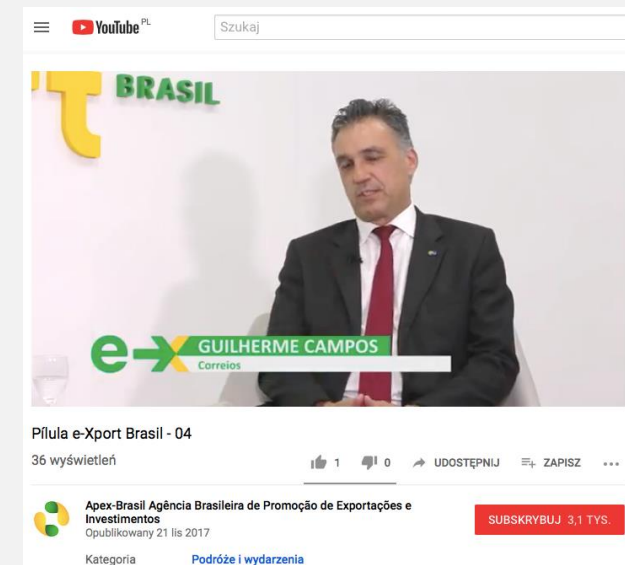 YouTube PL
Szukaj
t BRASIL
e-x GUILHERME CAMPOS
Correios
Pílula e-Xport Brasil - 04
36 wyświetleń
1 0 UDOSTĘPNIJ ZAPISZ ...
Apex-Brasil Agência Brasileira de Promoção de Exportações e
Investimentos
Opublikowany 21 lis 2017
SUBSKRYBUJ 3,1 TYS.
Kategoria Podróże i wydarzenia